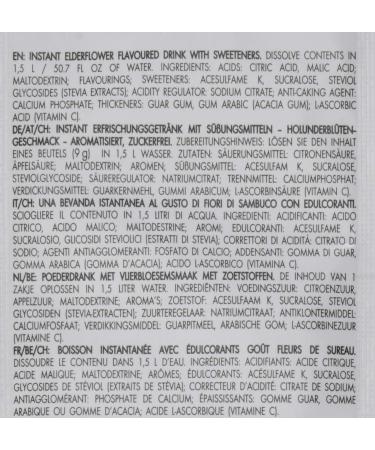 EN: INSTANT ELDERFLOWER FLAVOURED DRINK WITH SWEETENERS. DISSOLVE CONTENTS IN
1,5 L / 50.7 FL OZ OF WATER. INGREDIENTS: ACIDS: CITRIC ACID, MALIC ACID;
MALTODEXTRIN; FLAVOURINGS; SWEETENERS: ACESULFAME K, SUCRALOSE, STEVIOL
GLYCOSIDES (STEVIA EXTRACTS); ACIDITY REGULATOR: SODIUM CITRATE; ANTI-CAKING AGENT:
CALCIUM PHOSPHATE; THICKENERS: GUAR GUM, GUM ARABIC (ACACIA GUM); L-ASCORBIC
ACID (VITAMIN C).
DE/AT/CH: INSTANT ERFRISCHUNGSGETRÄNK MIT SÜßUNGSMITTELN – HOLUNDERBLÜTEN-
GESCHMACK – AROMATISIERT, ZUCKERFREI. ZUBEREITUNGSHINWEIS: LÖSEN SIE DEN INHALT
EINES BEUTELS (9 g) IN 1,5 L WASSER. ZUTATEN: SÄUERUNGSMITTEL: CITRONENSÄURE,
ÄPFELSÄURE; MALTODEXTRIN; AROMEN; SÜßUNGSMITTEL: ACESULFAM K, SUCRALOSE,
STEVIOLGLYCOSIDE; SÄUREREGULATOR: NATRIUMCITRAT; TRENNMITTEL: CALCIUMPHOSPHAT;
VERDICKUNGSMITTEL: GUARKERNMEHL, GUMMI ARABICUM; L-ASCORBINSÄURE (VITAMIN C).
IT/CH: UNA BEVANDA ISTANTANEA AL GUSTO DI FIORI DI SAMBUCO CON EDULCORANTI.
SCIOGLIERE IL CONTENUTO IN 1,5 LITRI DI ACQUA. INGREDIENTI: ACIDIFICANTI: ACIDO
CITRICO, ACIDO MALICO; MALTODESTRINE; AROMI; EDULCORANTI: ACESULFAME K,
SUCRALOSIO, GLICOSIDI STEVIOLICI (ESTRATTI DI STEVIA); CORRETTORI DI ACIDITÀ: CITRATO DI
SODIO; AGENTI ANTIAGGLOMERANTI: FOSFATO DI CALCIO; ADDENSANTI: GOMMA DI GUAR,
GOMMA ARABICA (GOMMA D'ACACIA); ACIDO L-ASCORBICO (VITAMINA C).
NL/BE: POEDERDRANK MET VLIERBLOESEMSMAAK MET ZOETSTOFFEN. DE INHOUD VAN 1
ZAKJE OPLOSSEN IN 1,5 LITER WATER. INGREDIËNTEN: VOEDINGSZUUR: CITROENZUUR,
APPELZUUR; MALTODEXTRINE; AROMA'S; ZOETSTOF: ACESULFAAM K, SUCRALOSE, STEVIOL
GLYCOSIDEN (STEVIA-EXTRACTEN); ZUURTEREGELAAR: NATRIUMCITRAAT; ANTIKLONTERMIDDEL:
CALCIUMFOSFAAT; VERDIKKINGSMIDDEL: GUARPITMEEL, ARABISCHE GOM; L-ASCORBINEZUUR
(VITAMINE C).
FR/BE/CH: BOISSON INSTANTANÉE AVEC ÉDULCORANTS GOÛT FLEURS DE SUREAU.
DISSOUDRE LE CONTENU DANS 1,5 L D'EAU. INGRÉDIENTS: ACIDIFIANTS: ACIDE CITRIQUE,
ACIDE MALIQUE; MALTODEXTRINE; ARÔMES; ÉDULCORANTS: ACÉSULFAME K, SUCRALOSE,
GLYCOSIDES DE STÉVIOL (EXTRAITS DE STÉVIA); CORRECTEUR D'ACIDITÉ: CITRATE DE SODIUM;
ANTIAGGLOMÉRANT: PHOSPHATE DE CALCIUM; ÉPAISSISSANTS: GOMME GUAR, GOMME
ARABIQUE OU GOMME D'ACACIA; ACIDE L-ASCORBIQUE (VITAMINE C).